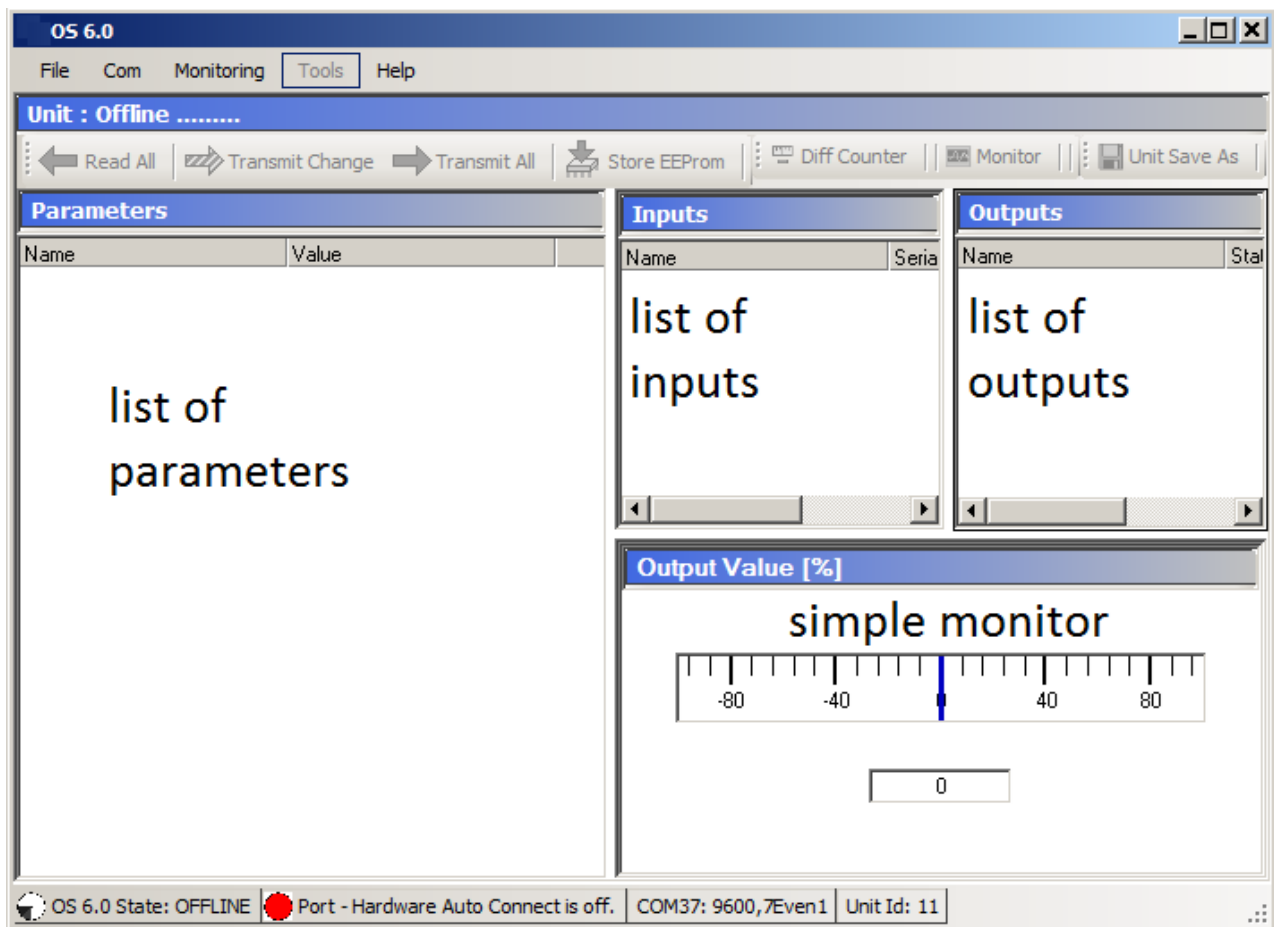 OS 6.0
File Com Monitoring Tools Help
Unit : Offline .........
Read All Transmit Change Transmit All Store EEProm Diff Counter Monitor Unit Save As
Parameters
Name Value
list of
parameters
Inputs
Name Seria
list of
inputs
Outputs
Name Stat
list of
outputs
Output Value [%]
simple monitor
-80 -40 0 40 80
0
OS 6.0 State: OFFLINE Port - Hardware Auto Connect is off. COM37: 9600,7Even1 Unit Id: 11